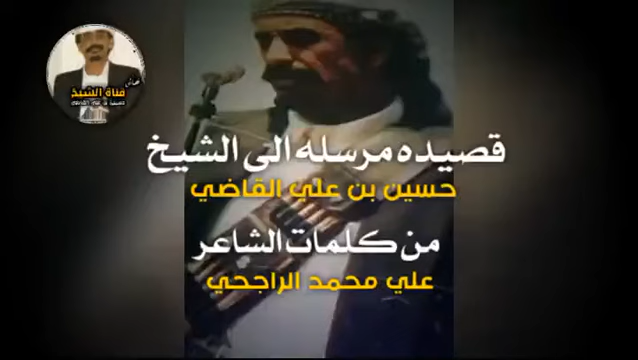 قناة الشيخ
قصيده مرسله الى الشيخ
حسين بن علي القاضي
من كلمات الشاعر
علي محمد الراجحي